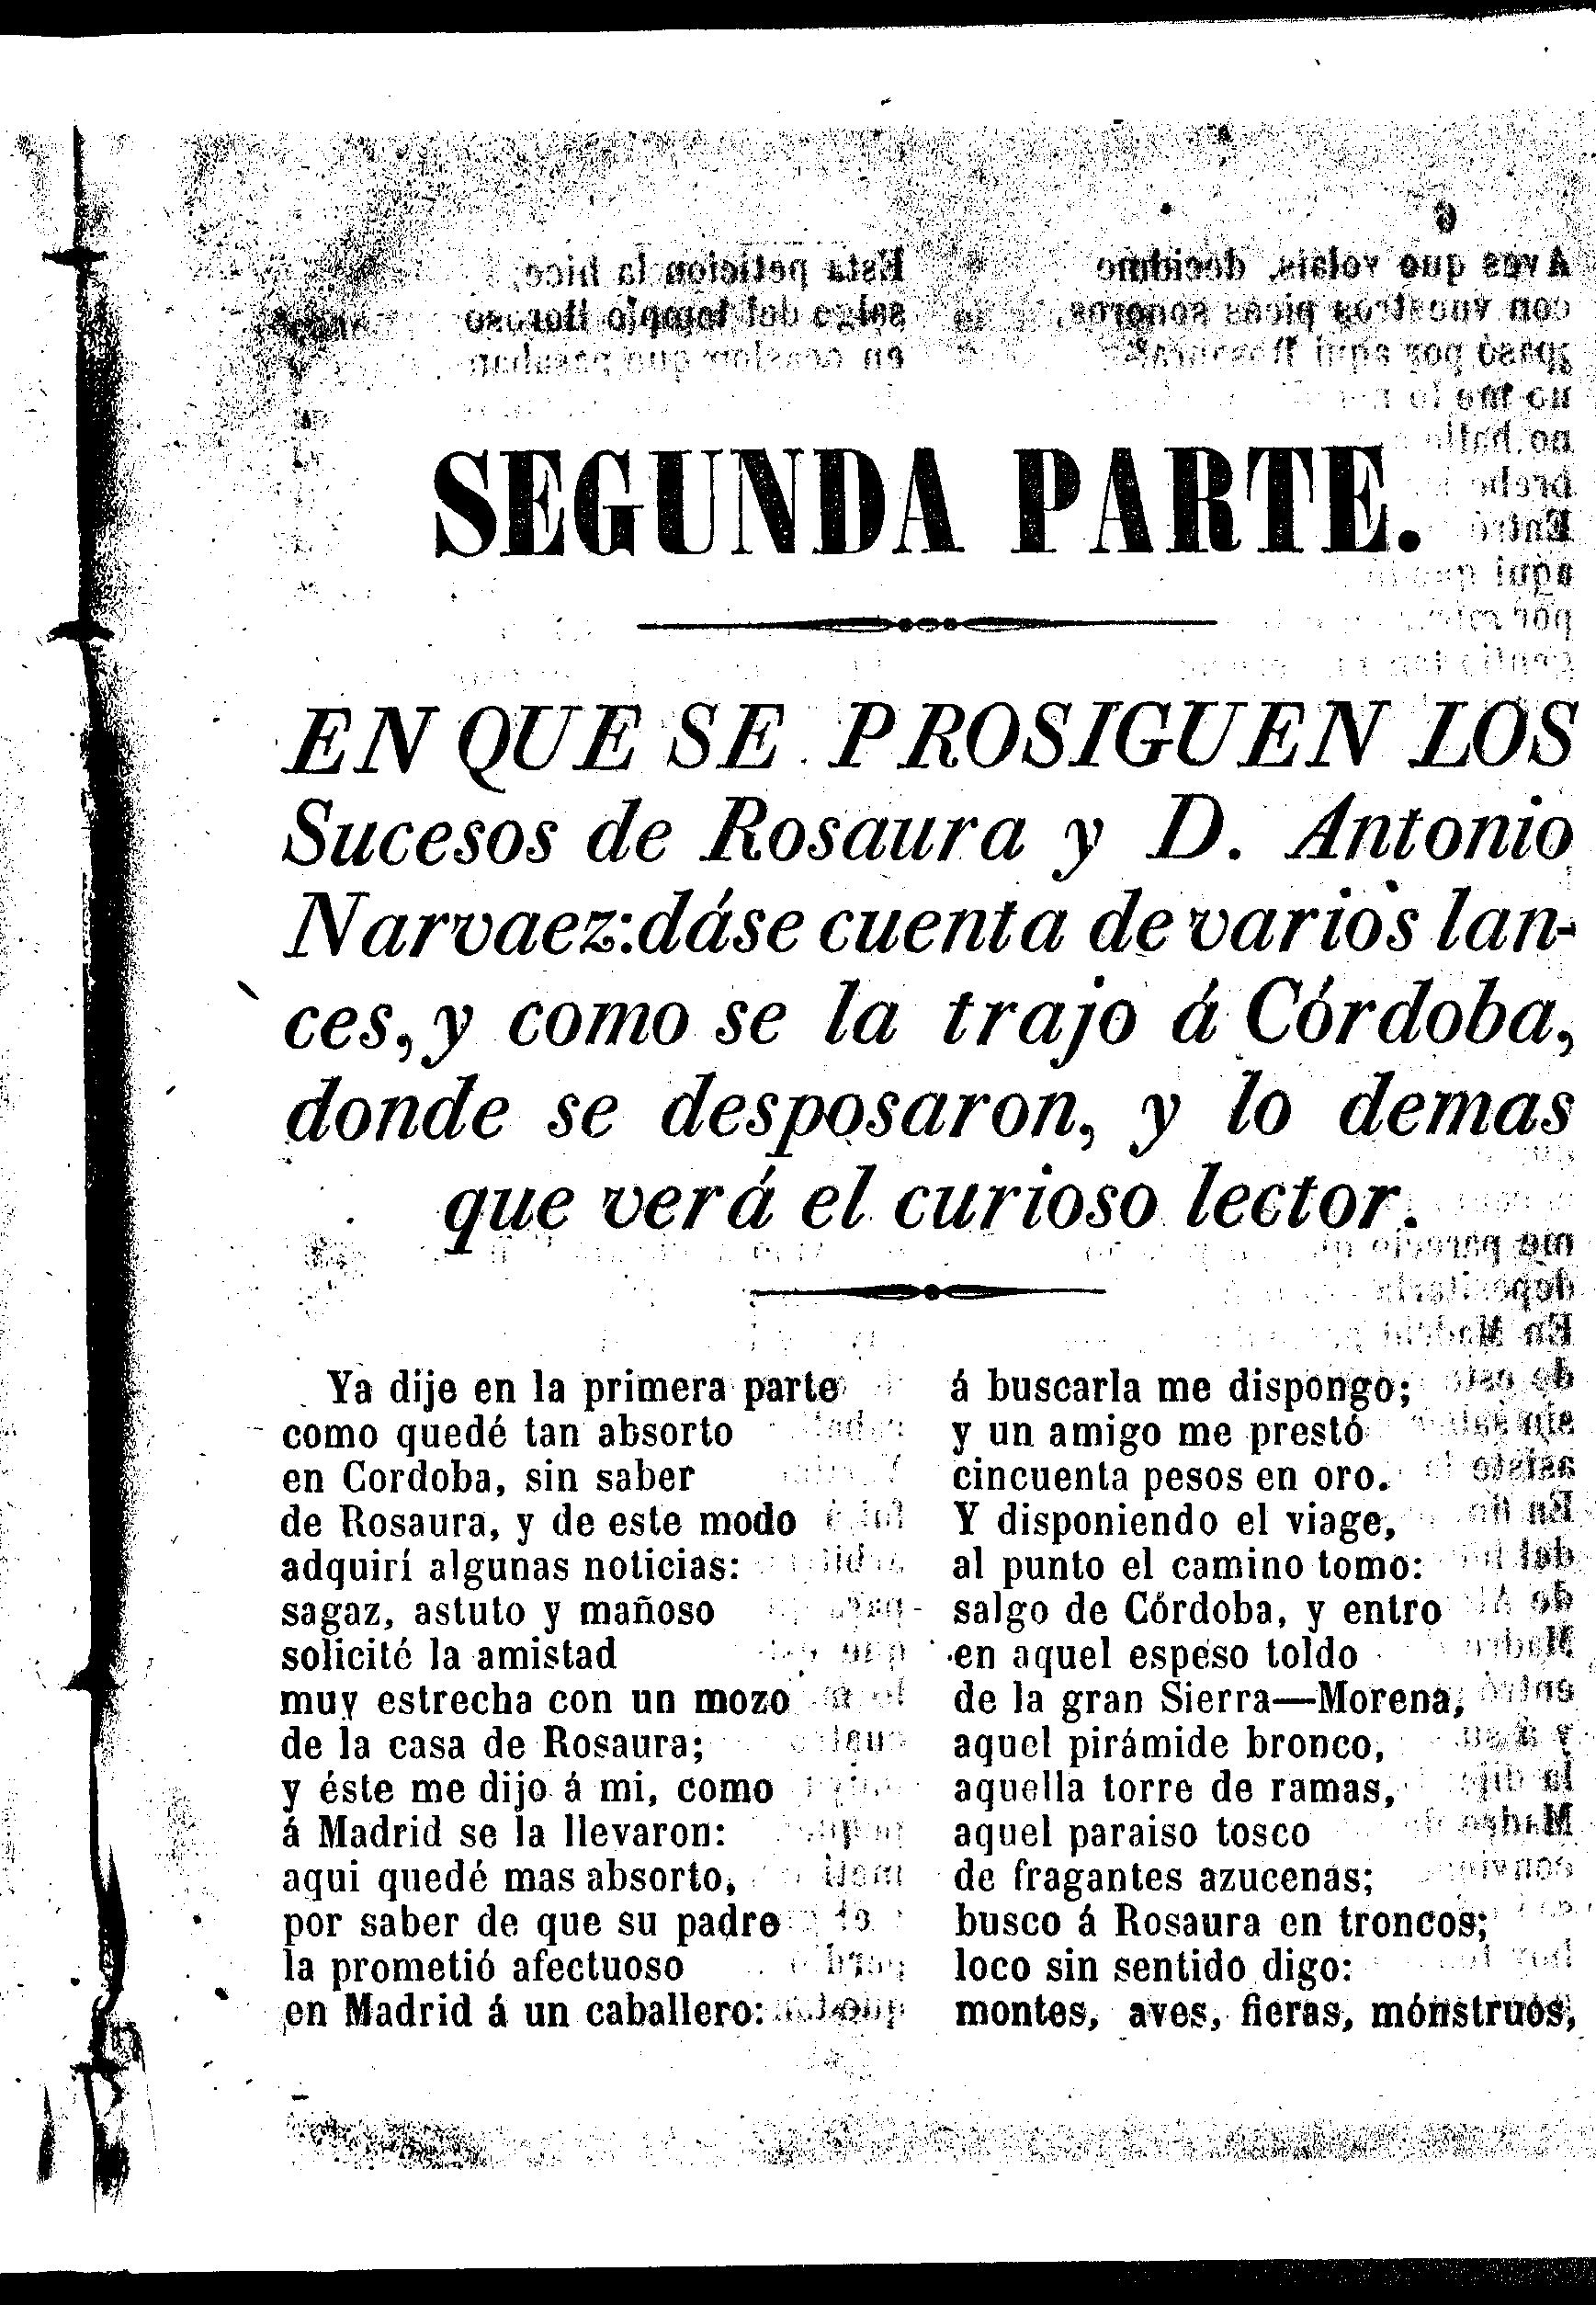 SEGUNDA PARTE.
EN QUE SE PROSIGUEN LOS
Sucesos de Rosaura y D. Antonio
Narvaez: dáse cuenta de varios lan-
ces, y como se la trajo á Córdoba,
donde se desposaron, y lo demas
que verá el curioso lector.
Ya dije en la primera parte
como quedé tan absorto
en Cordoba, sin saber
de Rosaura, y de este modo
adquirí algunas noticias:
sagaz, astuto y mañoso
solicité la amistad
muy estrecha con un mozo
de la casa de Rosaura;
y éste me dijo á mi, como
á Madrid se la llevaron:
aqui quedé mas absorto,
por saber de que su padre
la prometió afectuoso
en Madrid á un caballero:
á buscarla me dispongo;
y un amigo me prestó
cincuenta pesos en oro.
Y disponiendo el viage,
al punto el camino tomo:
salgo de Córdoba, y entro
en aquel espeso toldo
de la gran Sierra—Morena,
aquel pirámide bronco,
aquella torre de ramas,
aquel paraiso tosco
de fragantes azucenas;
busco á Rosaura en troncos;
loco sin sentido digo:
montes, aves, fieras, mónstruos,